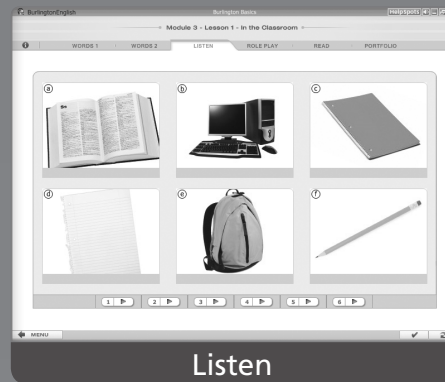 BurlingtonEnglish
Burlington Basics
HelpSpots
Module 3 - Lesson 1 - In the Classroom
WORDS 1
WORDS 2
LISTEN
ROLE PLAY
READ
PORTFOLIO
a
b
c
d
e
f
1
2
3
4
5
6
MENU
Listen